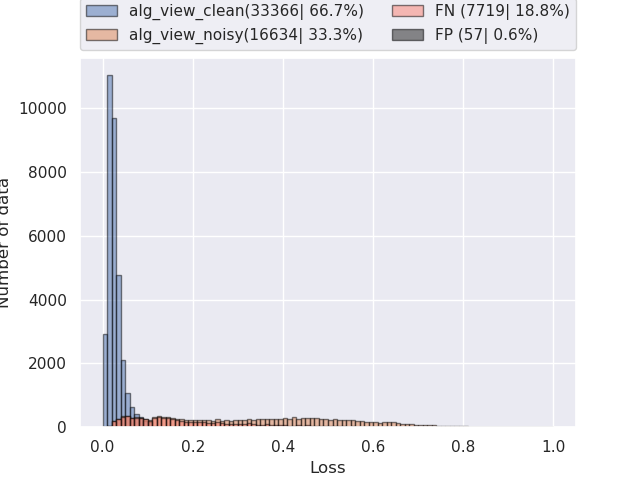 alg_view_clean(33366| 66.7%)
FN (7719| 18.8%)
alg_view_noisy(16634| 33.3%)
FP (57| 0.6%)
10000
8000
6000
4000
2000
0
Number of data
0.0
0.2
0.4
0.6
0.8
1.0
Loss